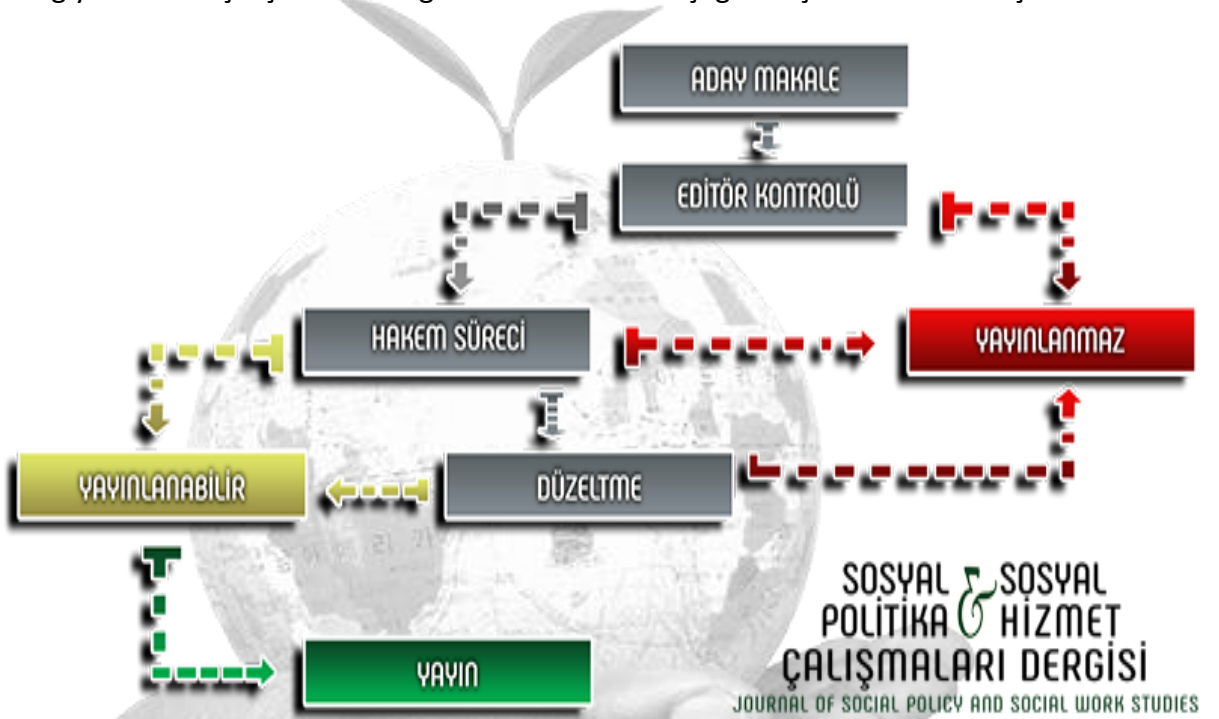 ADAY MAKALE
EDİTÖR KONTROLÜ
HAKEM SÜRECİ
YAYINLANMAZ
YAYINLANABİLİR
DÜZELTME
YAYIN
SOSYAL & SOSYAL
POLİTİKA HİZMET
ÇALIŞMALARI DERGİSİ
JOURNAL OF SOCIAL POLICY AND SOCIAL WORK STUDIES